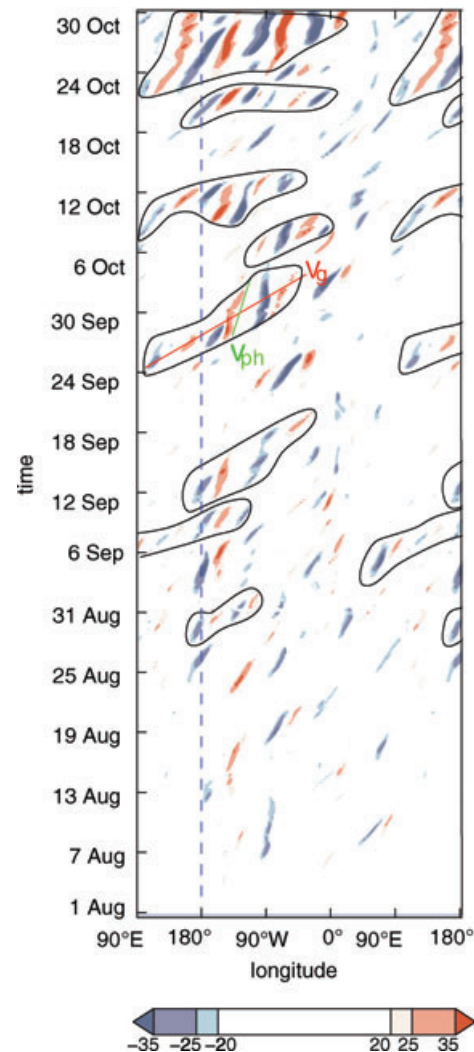 30 Oct
24 Oct
18 Oct
12 Oct
6 Oct
30 Sep
24 Sep
18 Sep
12 Sep
6 Sep
31 Aug
25 Aug
19 Aug
13 Aug
7 Aug
1 Aug
time
Vg
Vph
90°E 180° 90°W 0° 90°E 180°
longitude
-35 -25 -20 20 25 35